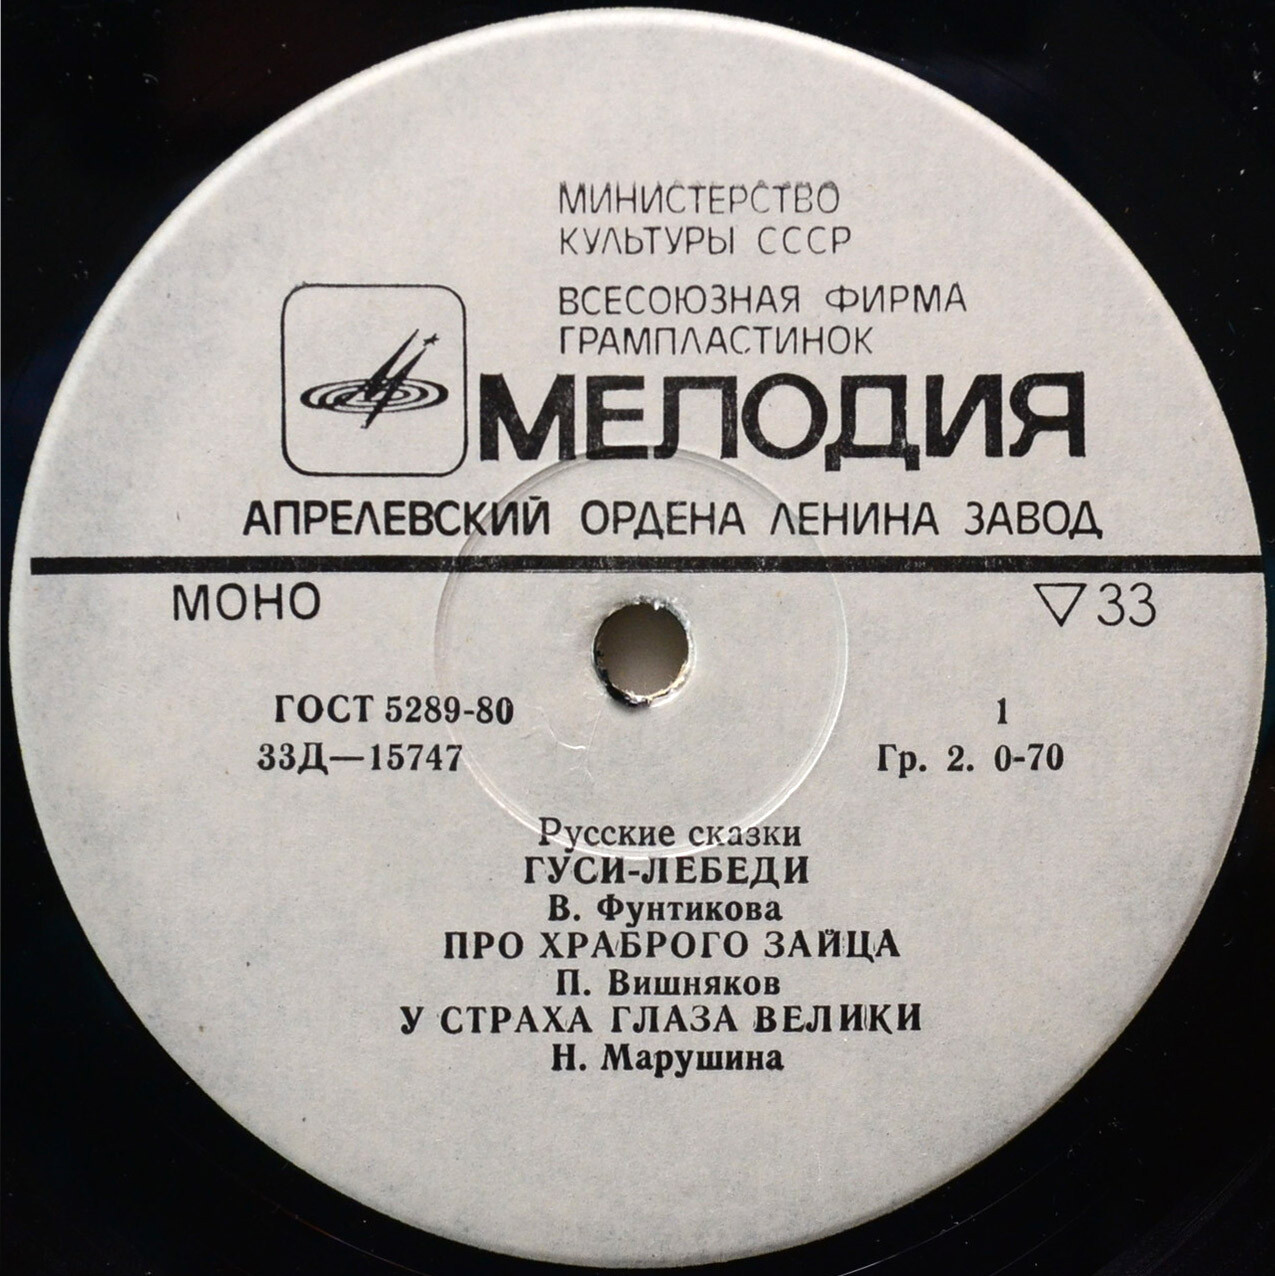 МИНИСТЕРСТВО
КУЛЬТУРЫ СССР
ВСЕСОЮЗНАЯ ФИРМА
ГРАМПЛАСТИНОК
МЕЛОДИЯ
АПРЕЛЕВСКИЙ ОРДЕНА ЛЕНИНА ЗАВОД
МОНО ▽33
ГОСТ 5289-80 1
33Д—15747 Гр. 2. 0-70
Русские сказки
ГУСИ-ЛЕБЕДИ
В. Фунтикова
ПРО ХРАБРОГО ЗАЙЦА
П. Вишняков
У СТРАХА ГЛАЗА ВЕЛИКИ
Н. Марушина